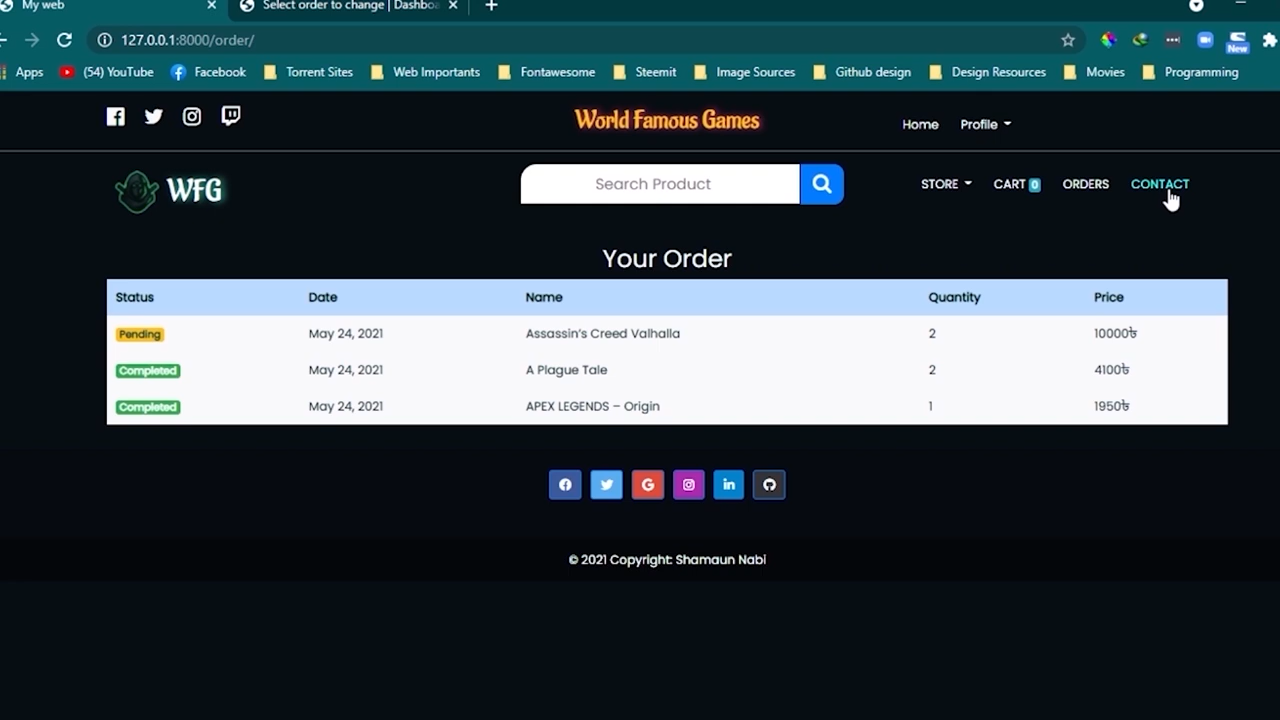 My web
Select order to change | Dashboa
127.0.0.1:8000/order/
New
Apps (54) YouTube Facebook Torrent Sites Web Importants Fontawesome Steemit Image Sources Github design Design Resources Movies Programming
World Famous Games
Home Profile
WFG
Search Product
STORE CART 0 ORDERS CONTACT
Your Order
Status Date Name Quantity Price
Pending May 24, 2021 Assassin's Creed Valhalla 2 10000৳
Completed May 24, 2021 A Plague Tale 2 4100৳
Completed May 24, 2021 APEX LEGENDS – Origin 1 1950৳
© 2021 Copyright: Shamaun Nabi